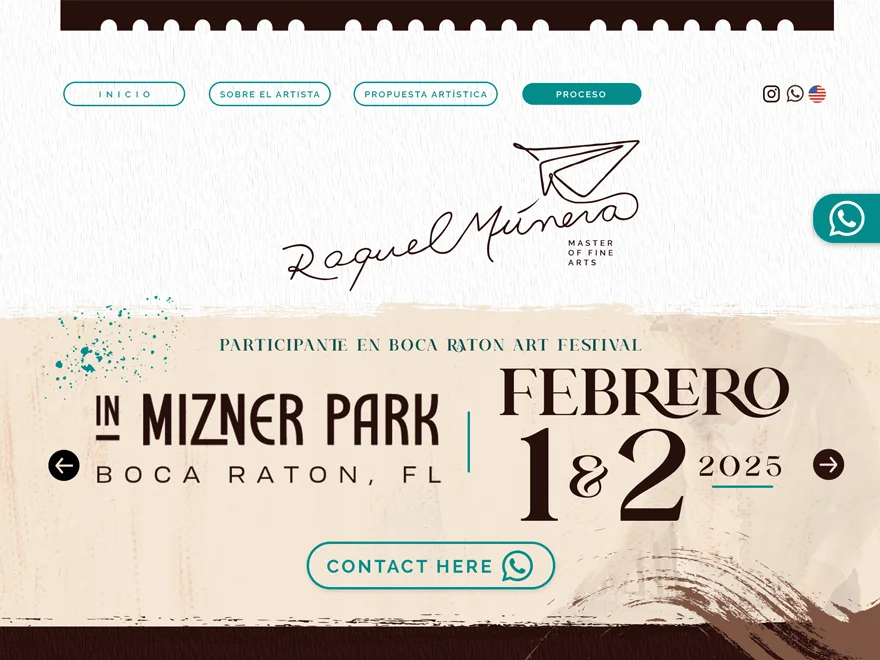 INICIO
SOBRE EL ARTISTA
PROPUESTA ARTÍSTICA
PROCESO
Raquel Múnera
MASTER
OF FINE
ARTS
PARTICIPANTE EN BOCA RATON ART FESTIVAL
IN MIZNER PARK
BOCA RATON, FL
FEBRERO
1 & 2 2025
CONTACT HERE